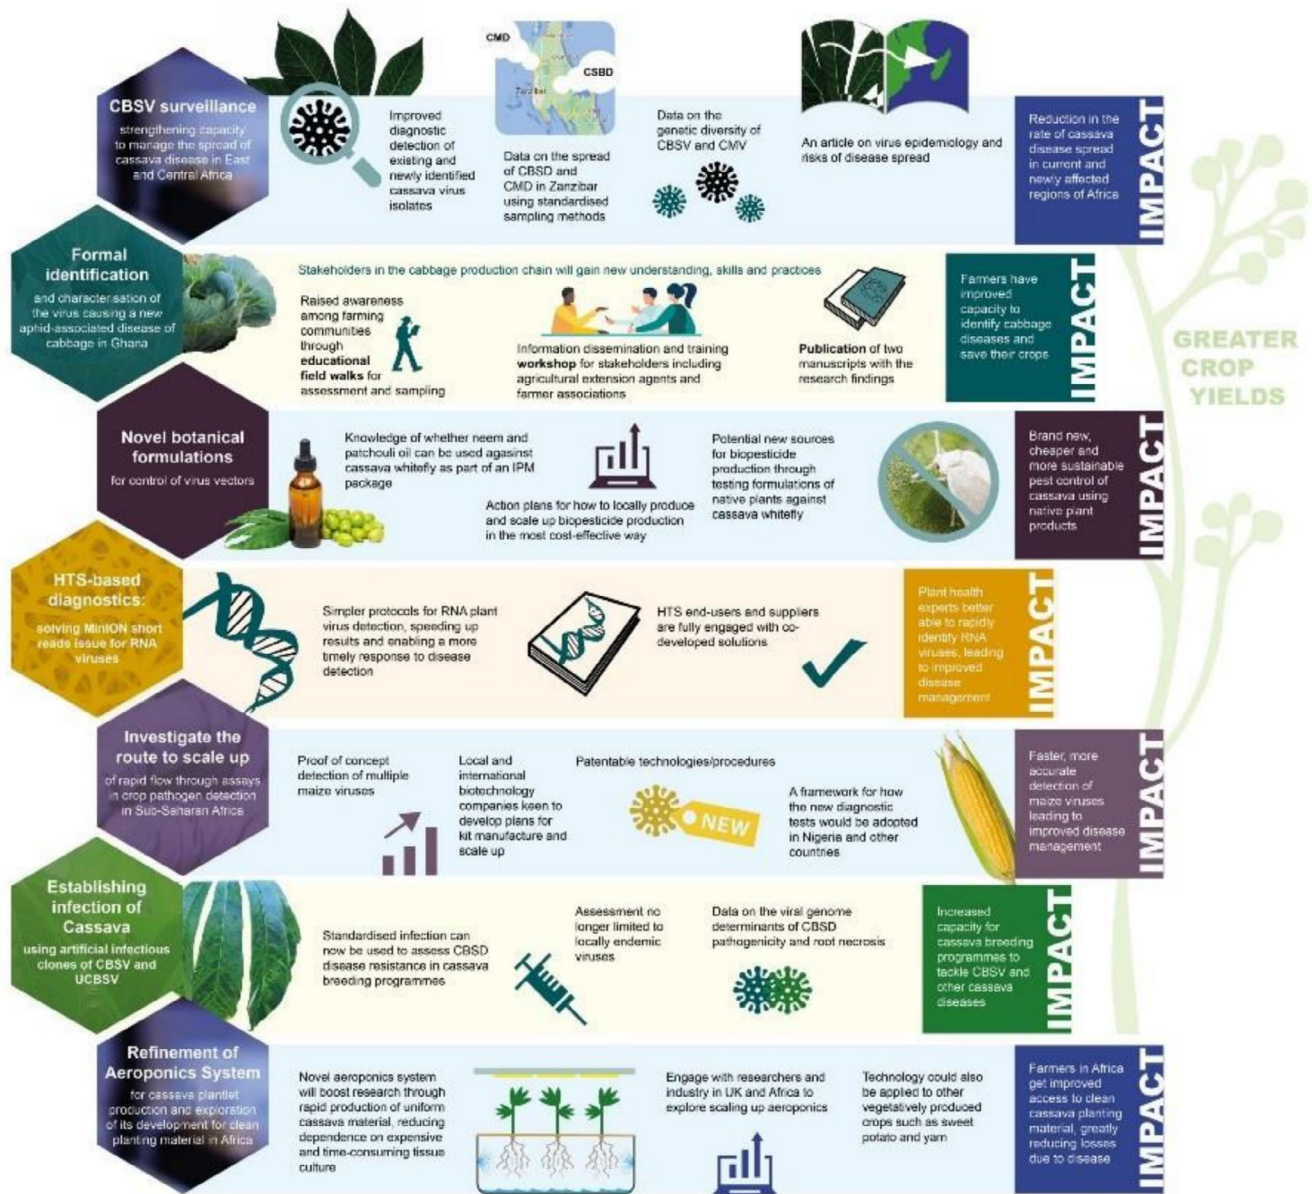 CBSV surveillance
strengthening capacity
to manage the spread of
cassava disease in East
and Central Africa
Improved
diagnostic
detection of
existing and
newly identified
cassava virus
isolates
CMD
CSBD
Zanzibar
Data on the spread
of CBSD and
CMD in Zanzibar
using standardised
sampling methods
Data on the
genetic diversity of
CBSV and CMV
An article on virus epidemiology and
risks of disease spread
Reduction in the
rate of cassava
disease spread
in current and
newly affected
regions of Africa
IMPACT
Formal
identification
and characterisation of
the virus causing a new
aphid-associated disease of
cabbage in Ghana
Stakeholders in the cabbage production chain will gain new understanding, skills and practices
Raised awareness
among farming
communities
through
educational
field walks for
assessment and sampling
Information dissemination and training
workshop for stakeholders including
agricultural extension agents and
farmer associations
Publication of two
manuscripts with the
research findings
Farmers have
improved
capacity to
identify cabbage
diseases and
save their crops
IMPACT
GREATER
CROP
YIELDS
Novel botanical
formulations
for control of virus vectors
Knowledge of whether neem and
patchouli oil can be used against
cassava whitefly as part of an IPM
package
Action plans for how to locally produce
and scale up biopesticide production
in the most cost-effective way
Potential new sources
for biopesticide
production through
testing formulations of
native plants against
cassava whitefly
Brand new,
cheaper and
more sustainable
pest control of
cassava using
native plant
products
IMPACT
HTS-based
diagnostics:
solving MinION short
reads issue for RNA
viruses
Simpler protocols for RNA plant
virus detection, speeding up
results and enabling a more
timely response to disease
detection
HTS end-users and suppliers
are fully engaged with co-
developed solutions
Plant health
experts better
able to rapidly
identify RNA
viruses, leading
to improved
disease
management
IMPACT
Investigate the
route to scale up
of rapid flow through assays
in crop pathogen detection
in Sub-Saharan Africa
Proof of concept
detection of multiple
maize viruses
Local and
international
biotechnology
companies keen to
develop plans for
kit manufacture and
scale up
Patentable technologies/procedures
NEW
A framework for how
the new diagnostic
tests would be adopted
in Nigeria and other
countries
Faster, more
accurate
detection of
maize viruses
leading to
improved disease
management
IMPACT
Establishing
infection of
Cassava
using artificial infectious
clones of CBSV and
UCBSV
Standardised infection can
now be used to assess CBSD
disease resistance in cassava
breeding programmes
Assessment no
longer limited to
locally endemic
viruses
Data on the viral genome
determinants of CBSD
pathogenicity and root necrosis
Increased
capacity for
cassava breeding
programmes to
tackle CBSV and
other cassava
diseases
IMPACT
Refinement of
Aeroponics System
for cassava plantlet
production and exploration
of its development for clean
planting material in Africa
Novel aeroponics system
will boost research through
rapid production of uniform
cassava material, reducing
dependence on expensive
and time-consuming tissue
culture
Engage with researchers and
industry in UK and Africa to
explore scaling up aeroponics
Technology could also
be applied to other
vegetatively produced
crops such as sweet
potato and yam
Farmers in Africa
get improved
access to clean
cassava planting
material, greatly
reducing losses
due to disease
IMPACT